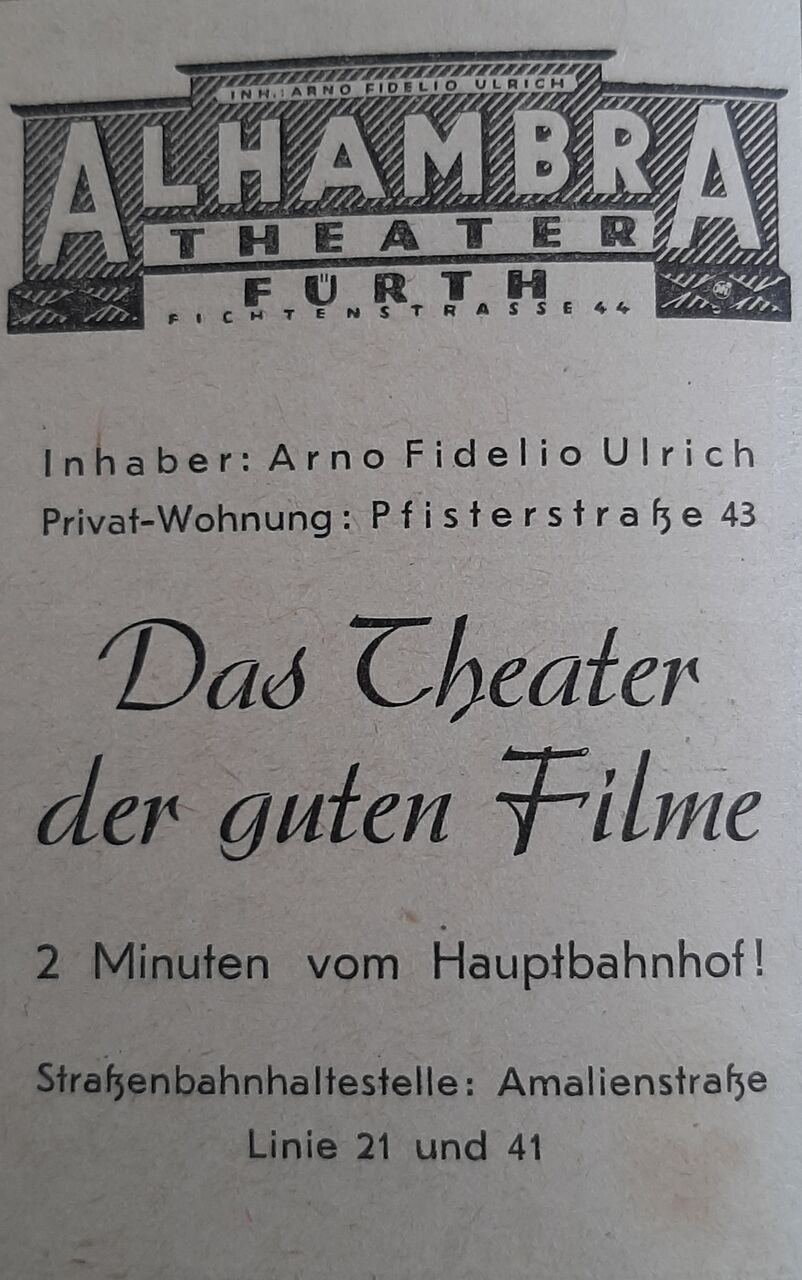 INH.: ARNO FIDELIO ULRICH
ALHAMBRA
THEATER
FÜRTH
FICHTENSTRASSE 44
Inhaber: Arno Fidelio Ulrich
Privat-Wohnung: Pfisterstraße 43
Das Theater
der guten Filme
2 Minuten vom Hauptbahnhof!
Straßenbahnhaltestelle: Amalienstraße
Linie 21 und 41